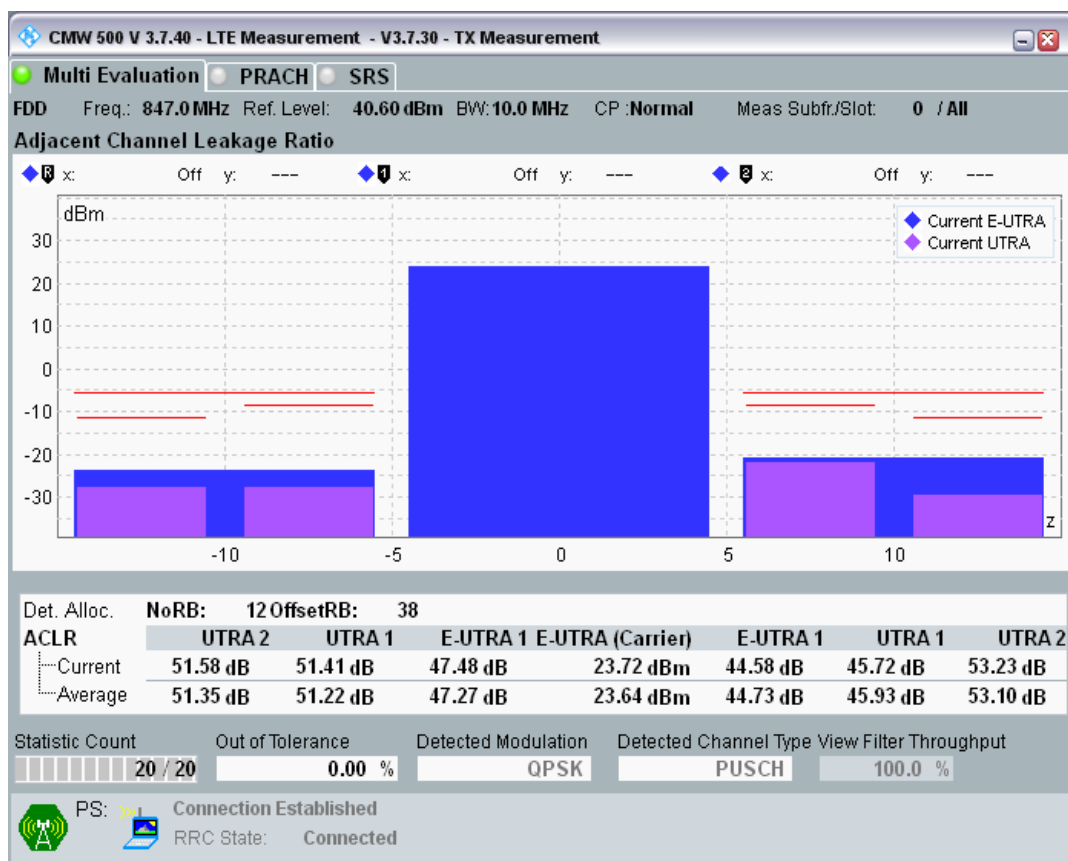 CMW 500 V 3.7.40 - LTE Measurement - V3.7.30 - TX Measurement
Multi Evaluation PRACH SRS
FDD Freq.: 847.0 MHz Ref. Level: 40.60 dBm BW: 10.0 MHz CP :Normal Meas Subfr./Slot: 0 / All
Adjacent Channel Leakage Ratio
R x: Off y: --- 1 x: Off y: --- 2 x: Off y: ---
dBm
Current E-UTRA
Current UTRA
30
20
10
0
-10
-20
-30
z
-10 -5 0 5 10
Det. Alloc. NoRB: 12 OffsetRB: 38
ACLR UTRA 2 UTRA 1 E-UTRA 1 E-UTRA (Carrier) E-UTRA 1 UTRA 1 UTRA 2
Current 51.58 dB 51.41 dB 47.48 dB 23.72 dBm 44.58 dB 45.72 dB 53.23 dB
Average 51.35 dB 51.22 dB 47.27 dB 23.64 dBm 44.73 dB 45.93 dB 53.10 dB
Statistic Count Out of Tolerance Detected Modulation Detected Channel Type View Filter Throughput
20 / 20 0.00 % QPSK PUSCH 100.0 %
PS: Connection Established
RRC State: Connected